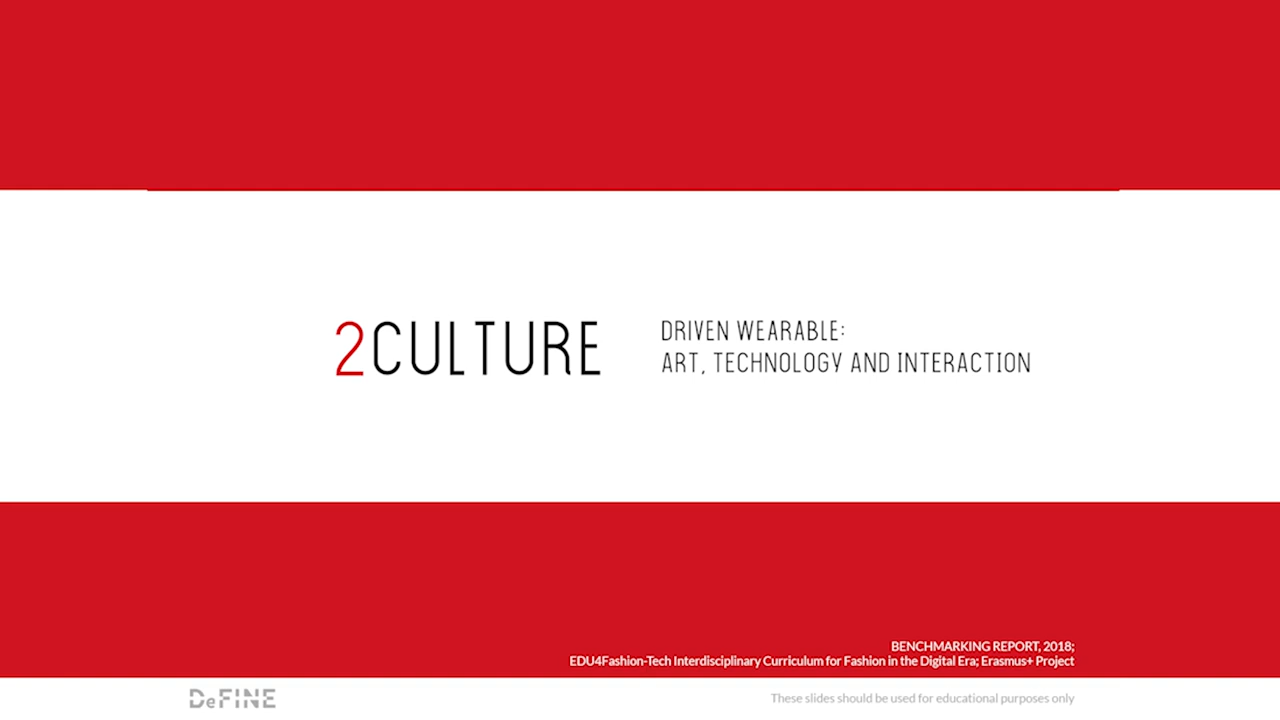 2CULTURE
DRIVEN WEARABLE:
ART, TECHNOLOGY AND INTERACTION
BENCHMARKING REPORT, 2018;
EDU4Fashion-Tech Interdisciplinary Curriculum for Fashion in the Digital Era; Erasmus+ Project
DeFINE
These slides should be used for educational purposes only